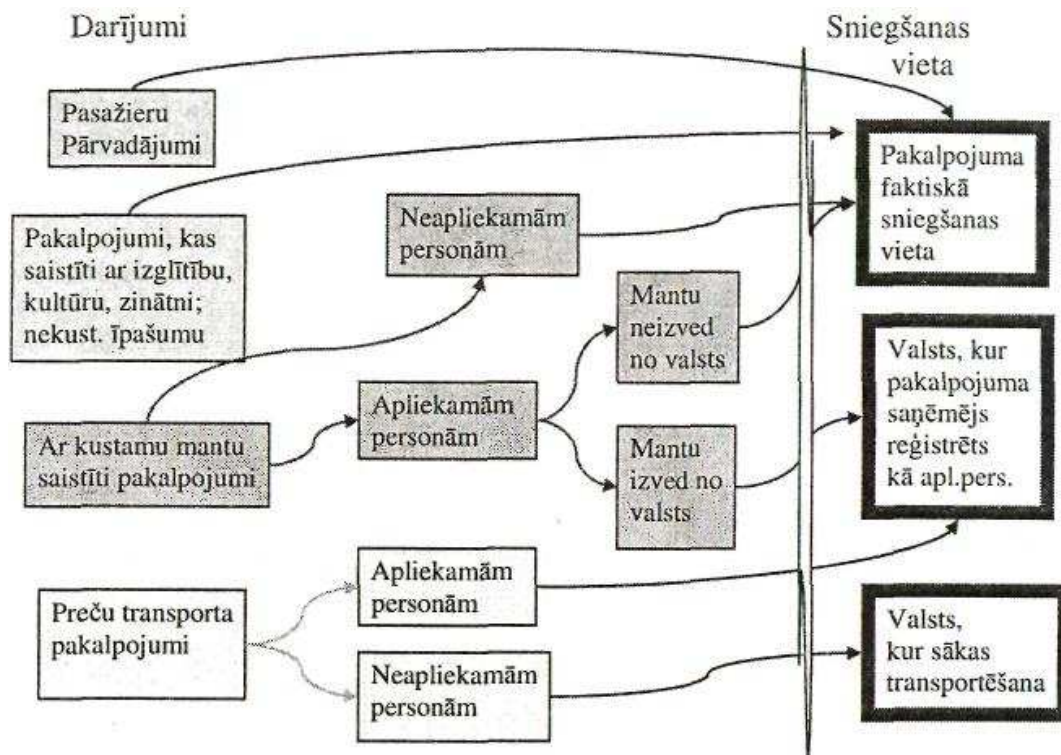 Darījumi
Sniegšanas
vieta
Pasažieru
Pārvadājumi
Pakalpojuma
faktiskā
sniegšanas
vieta
Pakalpojumi, kas
saistīti ar izglītību,
kultūru, zinātni;
nekust. īpašumu
Neapliekamām
personām
Mantu
neizved
no valsts
Valsts, kur
pakalpojuma
saņēmējs
reģistrēts
kā apl.pers.
Ar kustamu mantu
saistīti pakalpojumi
Apliekamām
personām
Mantu
izved no
valsts
Preču transporta
pakalpojumi
Apliekamām
personām
Neapliekamām
personām
Valsts,
kur sākas
transportēšana